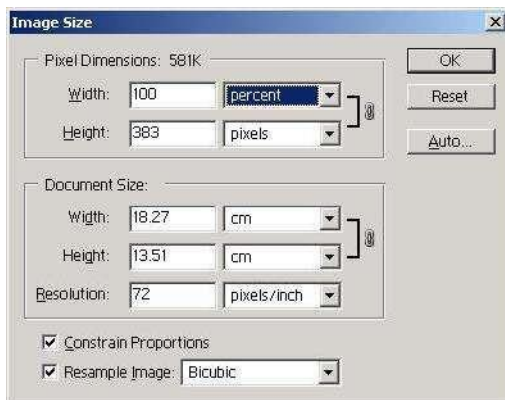 Image Size
Pixel Dimensions: 581K
Width: 100 percent
Height: 383 pixels
Document Size:
Width: 18.27 cm
Height: 13.51 cm
Resolution: 72 pixels/inch
Constrain Proportions
Resample Image: Bicubic
OK
Reset
Auto...